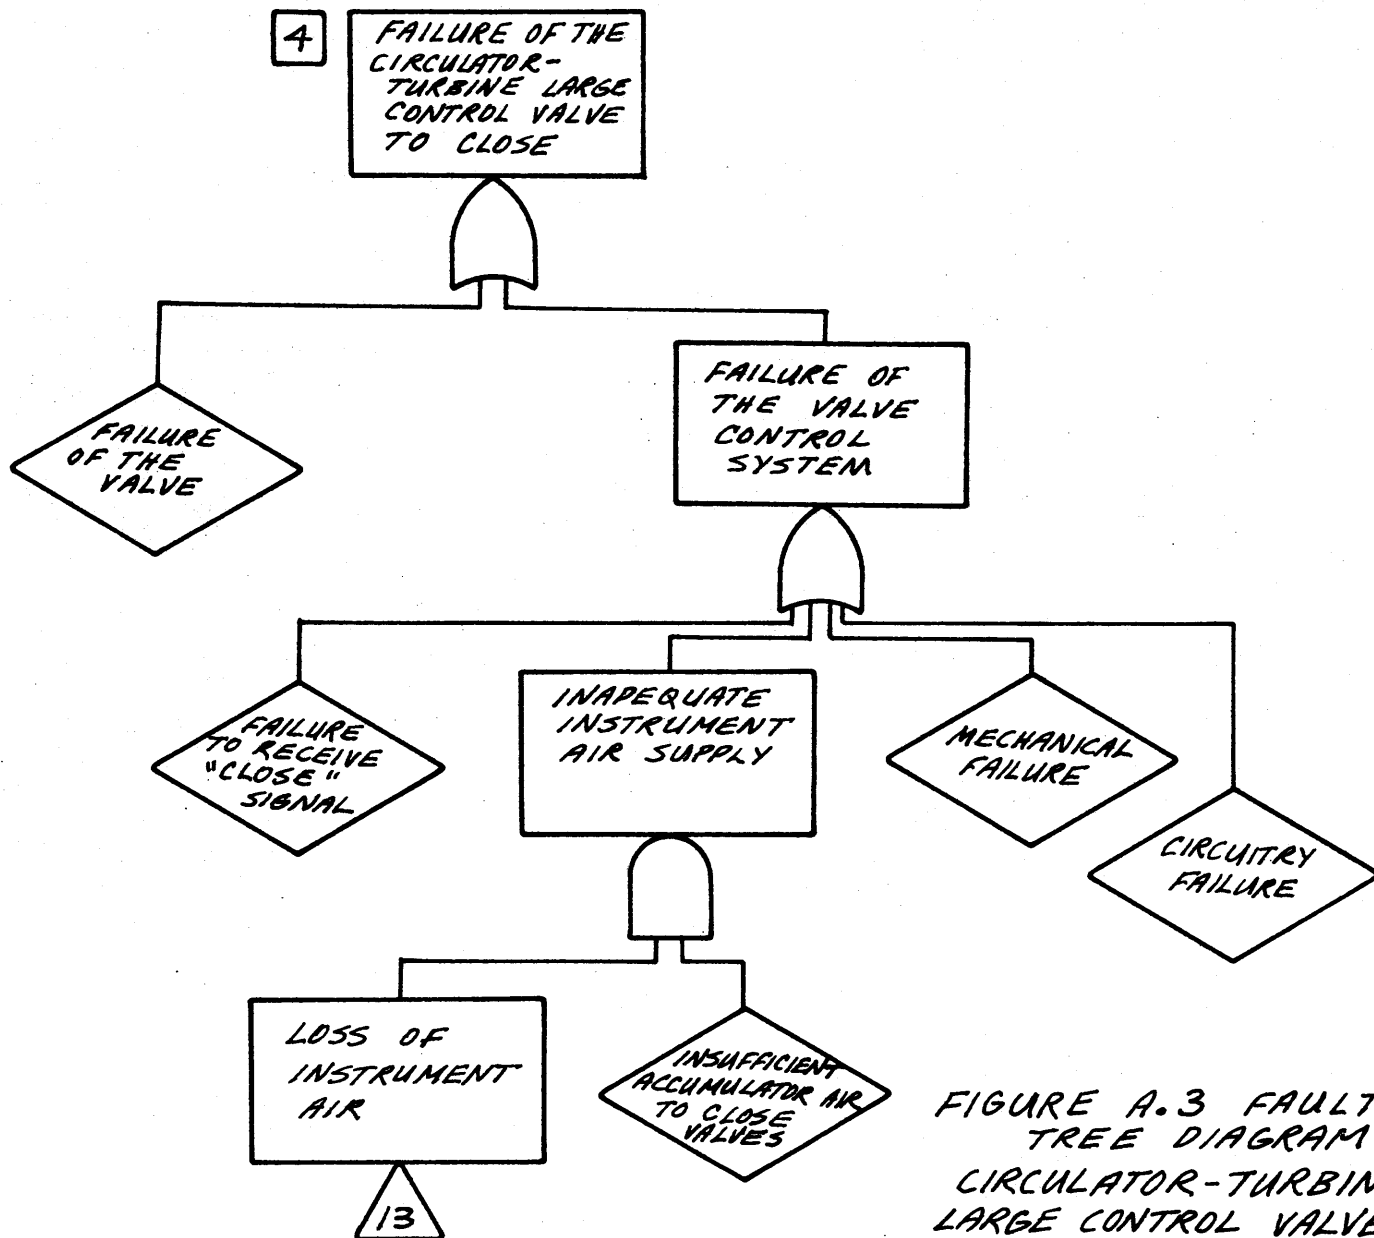 4
FAILURE OF THE
CIRCULATOR-
TURBINE LARGE
CONTROL VALVE
TO CLOSE
FAILURE
OF THE
VALVE
FAILURE OF
THE VALVE
CONTROL
SYSTEM
FAILURE
TO RECEIVE
"CLOSE"
SIGNAL
INAPEQUATE
INSTRUMENT
AIR SUPPLY
MECHANICAL
FAILURE
CIRCUITRY
FAILURE
LOSS OF
INSTRUMENT
AIR
13
INSUFFICIENT
ACCUMULATOR AIR
TO CLOSE
VALVES
FIGURE A.3 FAULT
TREE DIAGRAM
CIRCULATOR-TURBIN
LARGE CONTROL VALVE